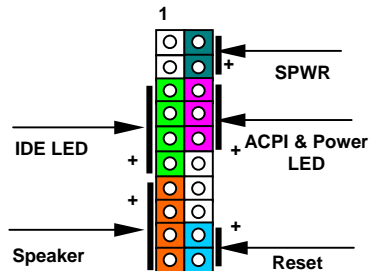 1
SPWR
+
IDE LED
+
ACPI & Power
LED
+
+
Speaker
+
Reset